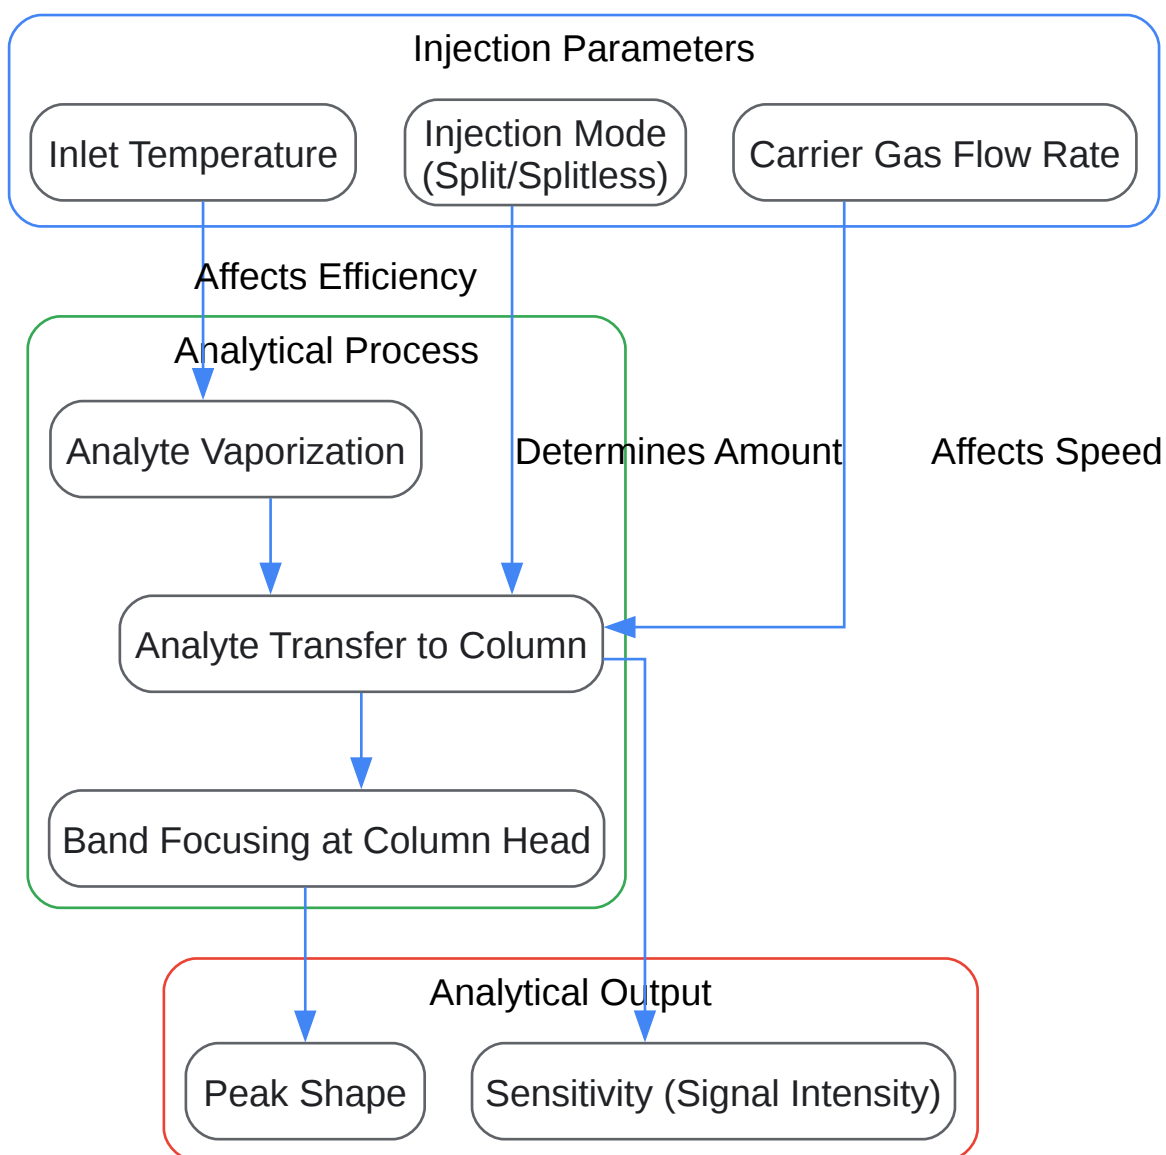 Injection Parameters
Inlet Temperature
Injection Mode
(Split/Splitless)
Carrier Gas Flow Rate
Affects Efficiency
Analytical Process
Analyte Vaporization
Determines Amount
Affects Speed
Analyte Transfer to Column
Band Focusing at Column Head
Analytical Output
Peak Shape
Sensitivity (Signal Intensity)